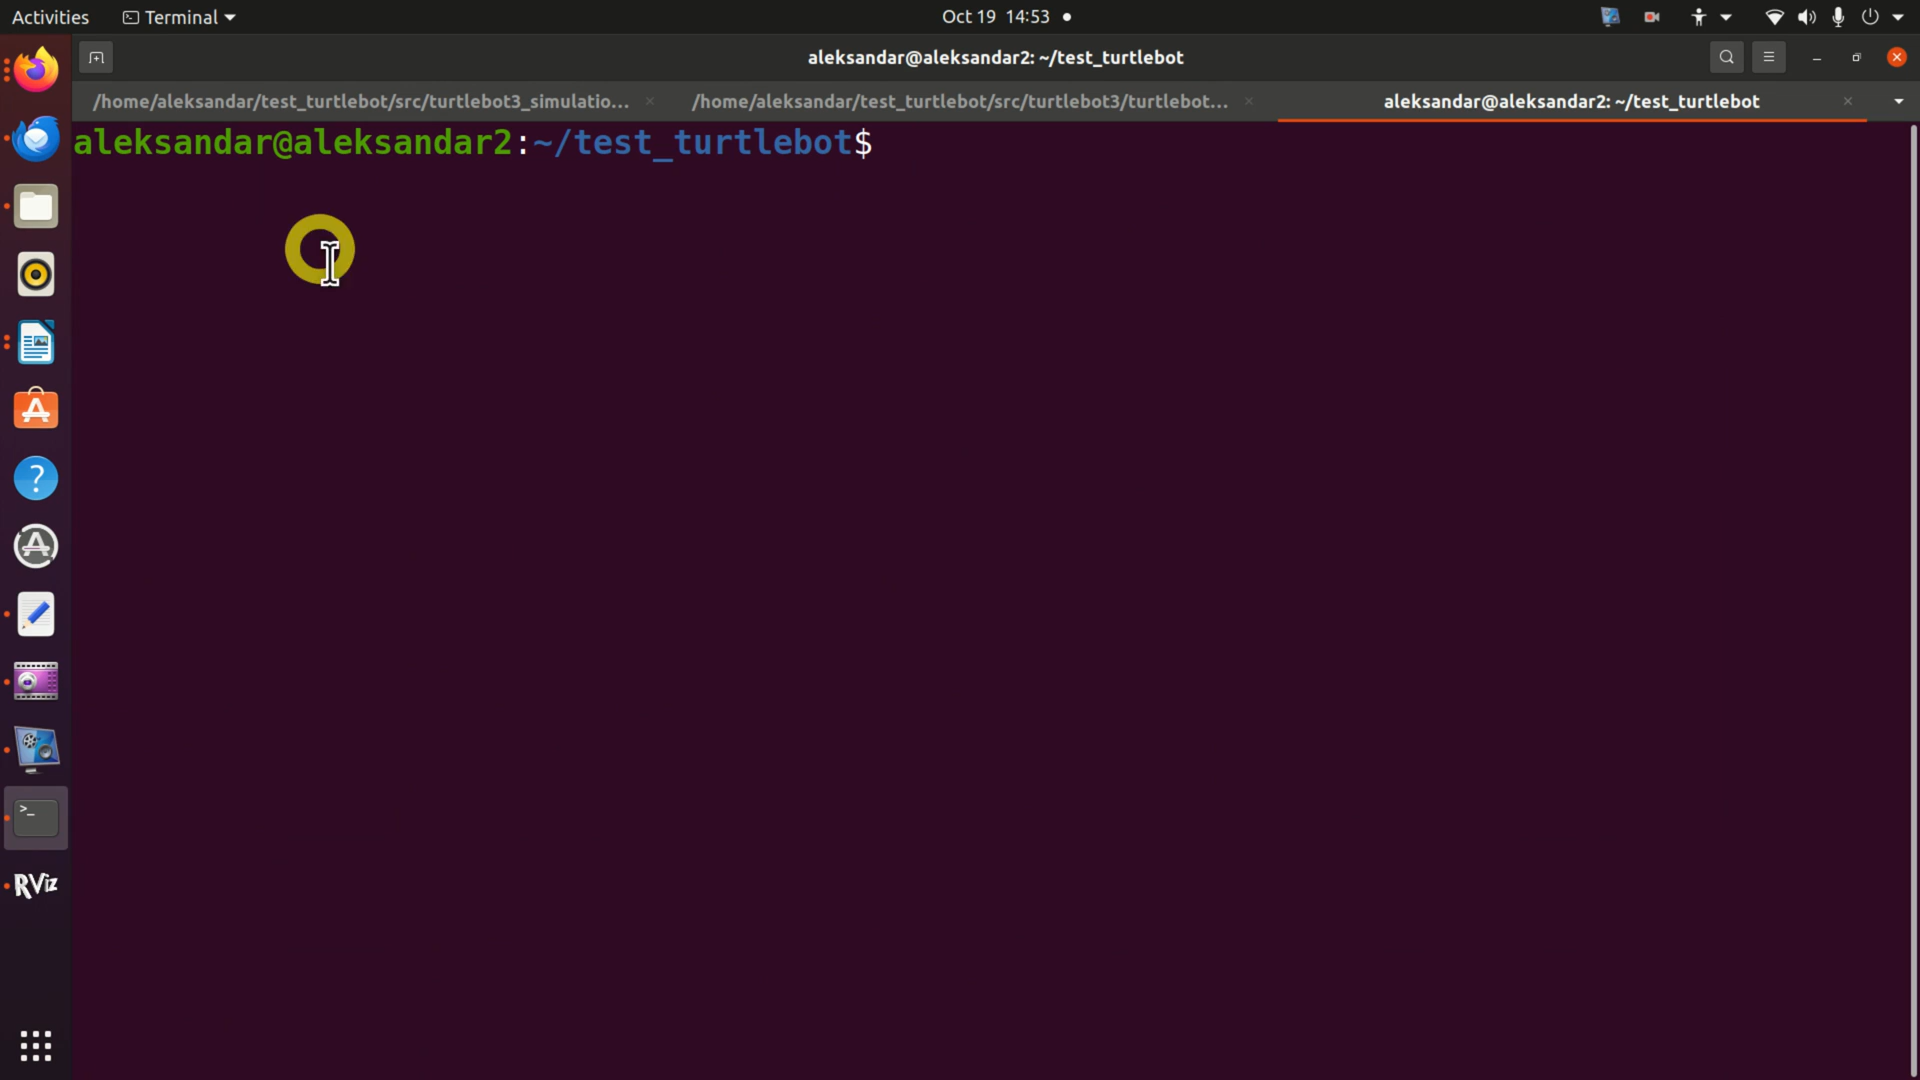 Activities Terminal Oct 19 14:53
aleksandar@aleksandar2: ~/test_turtlebot
/home/aleksandar/test_turtlebot/src/turtlebot3_simulatio... /home/aleksandar/test_turtlebot/src/turtlebot3/turtlebot... aleksandar@aleksandar2: ~/test_turtlebot
aleksandar@aleksandar2:~/test_turtlebot$
RViz